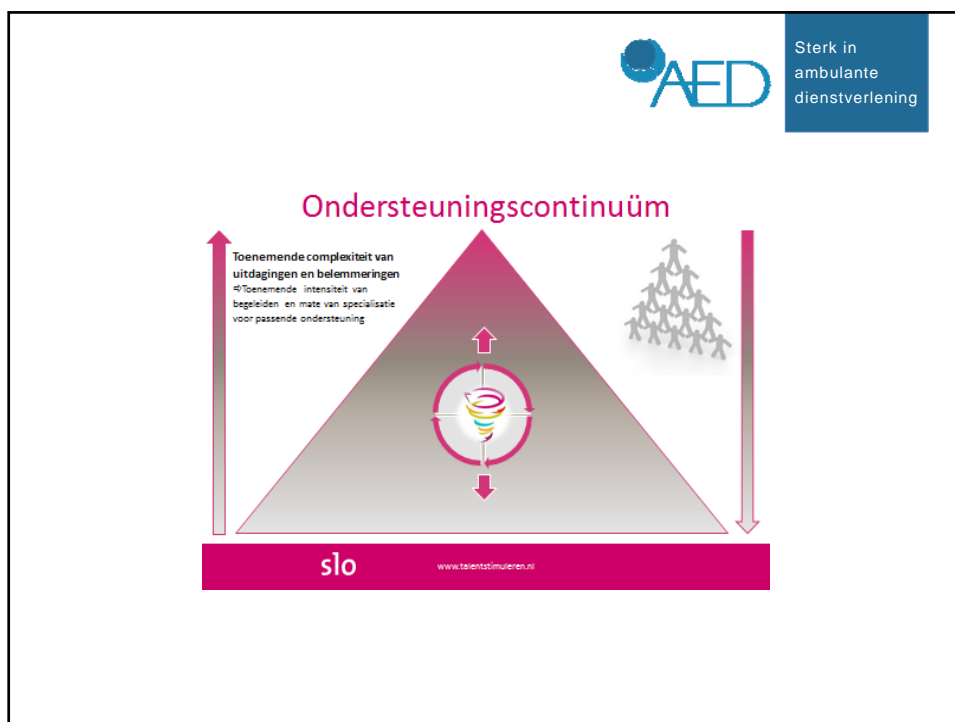 AED
Sterk in
ambulante
dienstverlening
Ondersteuningscontinuüm
Toenemende complexiteit van
uitdagingen en belemmeringen
⇨Toenemende intensiteit van
begeleiden en mate van specialisatie
voor passende ondersteuning
slo
www.talentstimuleren.nl